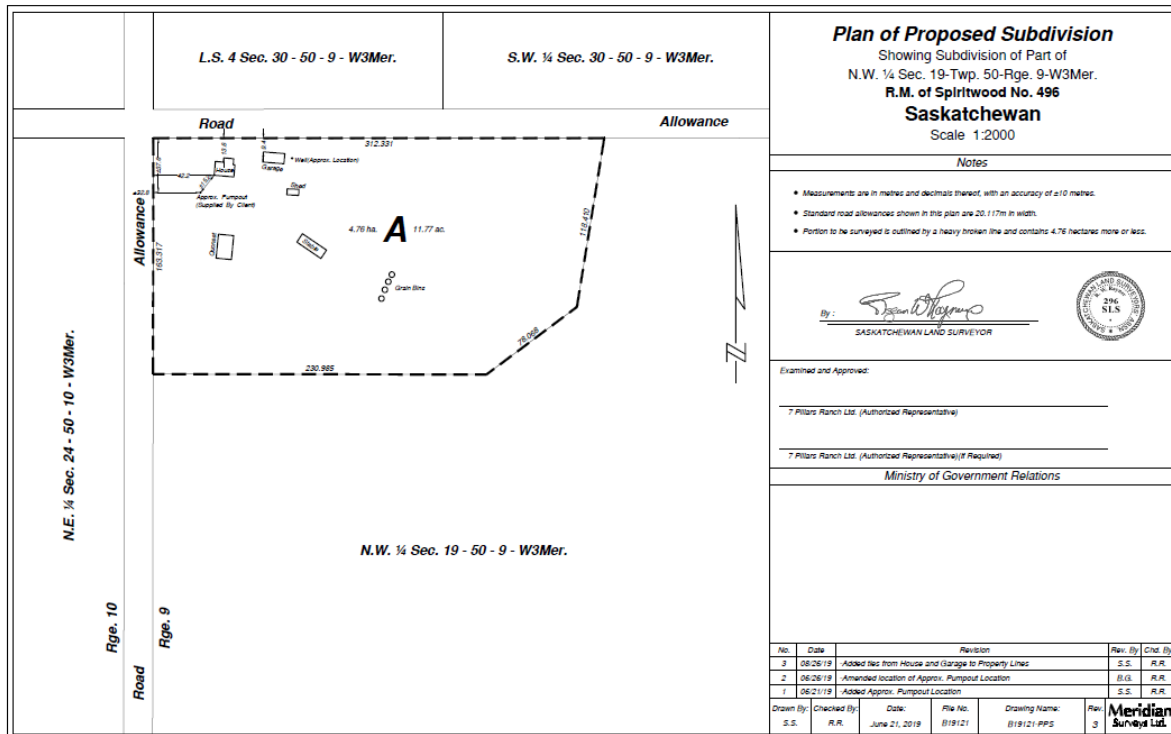 L.S. 4 Sec. 30 - 50 - 9 - W3Mer.
S.W. ¼ Sec. 30 - 50 - 9 - W3Mer.
Road
Allowance
312.331
13.6
9.4
House
Garage
Well(Approx. Location)
Shed
42.2
Approx. Pumpout
(Supplied By Client)
Allowance
163.317
4.76 ha.
A
11.77 ac.
118.410
Grain Bins
78.068
230.985
N.E. ¼ Sec. 24 - 50 - 10 - W3Mer.
N.W. ¼ Sec. 19 - 50 - 9 - W3Mer.
Rge. 10
Rge. 9
Road
Plan of Proposed Subdivision
Showing Subdivision of Part of
N.W. ¼ Sec. 19-Twp. 50-Rge. 9-W3Mer.
R.M. of Spiritwood No. 496
Saskatchewan
Scale 1:2000
Notes
• Measurements are in metres and decimals thereof, with an accuracy of ±10 metres.
• Standard road allowances shown in this plan are 20.117m in width.
• Portion to be surveyed is outlined by a heavy broken line and contains 4.76 hectares more or less.
By :
SASKATCHEWAN LAND SURVEYOR
SASKATCHEWAN LAND SURVEYORS' ASSN
296
SLS
Examined and Approved:
7 Pillars Ranch Ltd. (Authorized Representative)
7 Pillars Ranch Ltd. (Authorized Representative)(If Required)
Ministry of Government Relations
No. Date Revision Rev. By Chd. By
3 08/26/19 -Added ties from House and Garage to Property Lines S.S. R.R.
2 06/26/19 -Amended location of Approx. Pumpout Location B.G. R.R.
1 06/21/19 -Added Approx. Pumpout Location S.S. R.R.
Drawn By: Checked By: Date: File No. Drawing Name: Rev.
S.S. R.R. June 21, 2019 B19121 B19121-PPS 3
Meridian
Surveys Ltd.